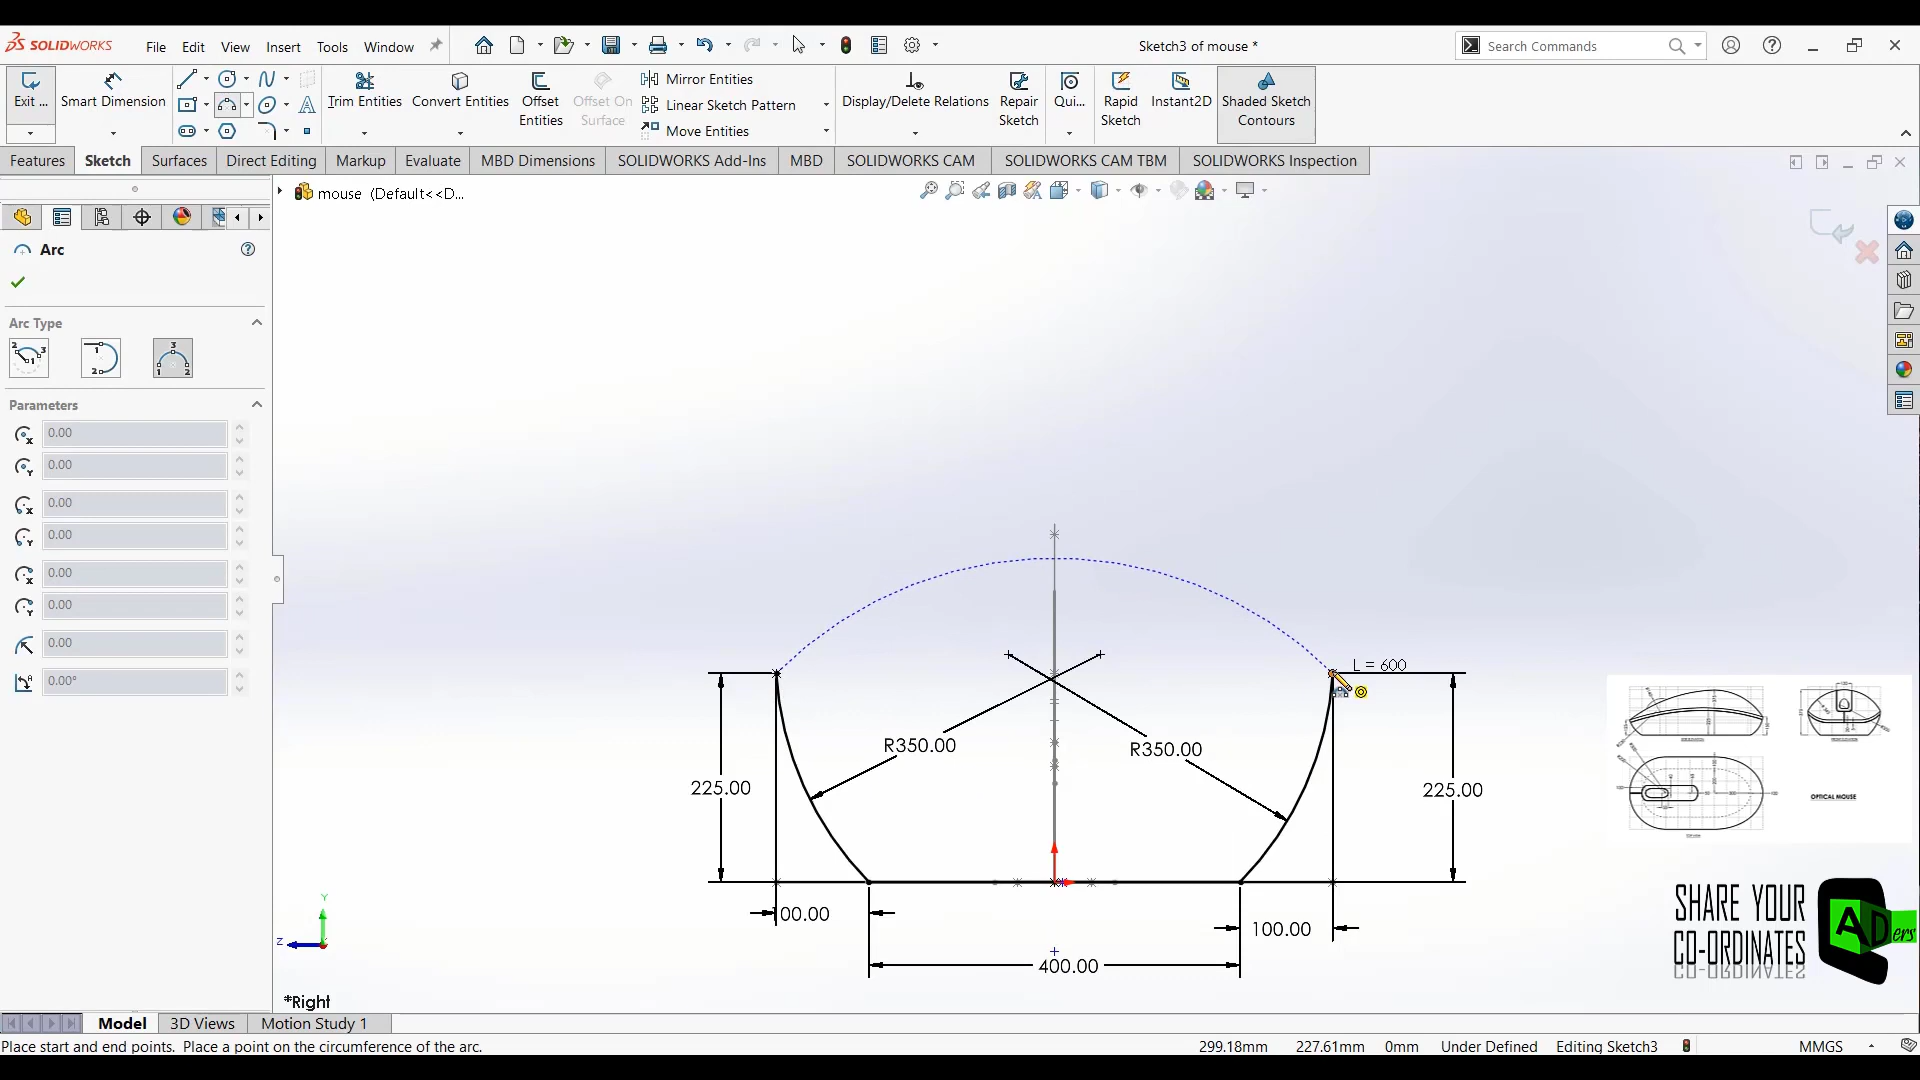 SOLIDWORKS
File Edit View Insert Tools Window
Sketch3 of mouse *
Search Commands
Exit ...
Smart Dimension
Trim Entities
Convert Entities
Offset Entities
Offset On Surface
Mirror Entities
Linear Sketch Pattern
Move Entities
Display/Delete Relations
Repair Sketch
Qui...
Rapid Sketch
Instant2D
Shaded Sketch Contours
Features Sketch Surfaces Direct Editing Markup Evaluate MBD Dimensions SOLIDWORKS Add-Ins MBD SOLIDWORKS CAM SOLIDWORKS CAM TBM SOLIDWORKS Inspection
mouse (Default<<D...
Arc
Arc Type
Parameters
0.00
0.00
0.00
0.00
0.00
0.00
0.00
0.00°
L = 600
R350.00
R350.00
225.00
225.00
00.00
100.00
400.00
OPTICAL MOUSE
SHARE YOUR
CO-ORDINATES
CADers
Y
Z
*Right
Model 3D Views Motion Study 1
Place start and end points. Place a point on the circumference of the arc.
299.18mm 227.61mm 0mm Under Defined Editing Sketch3 MMGS